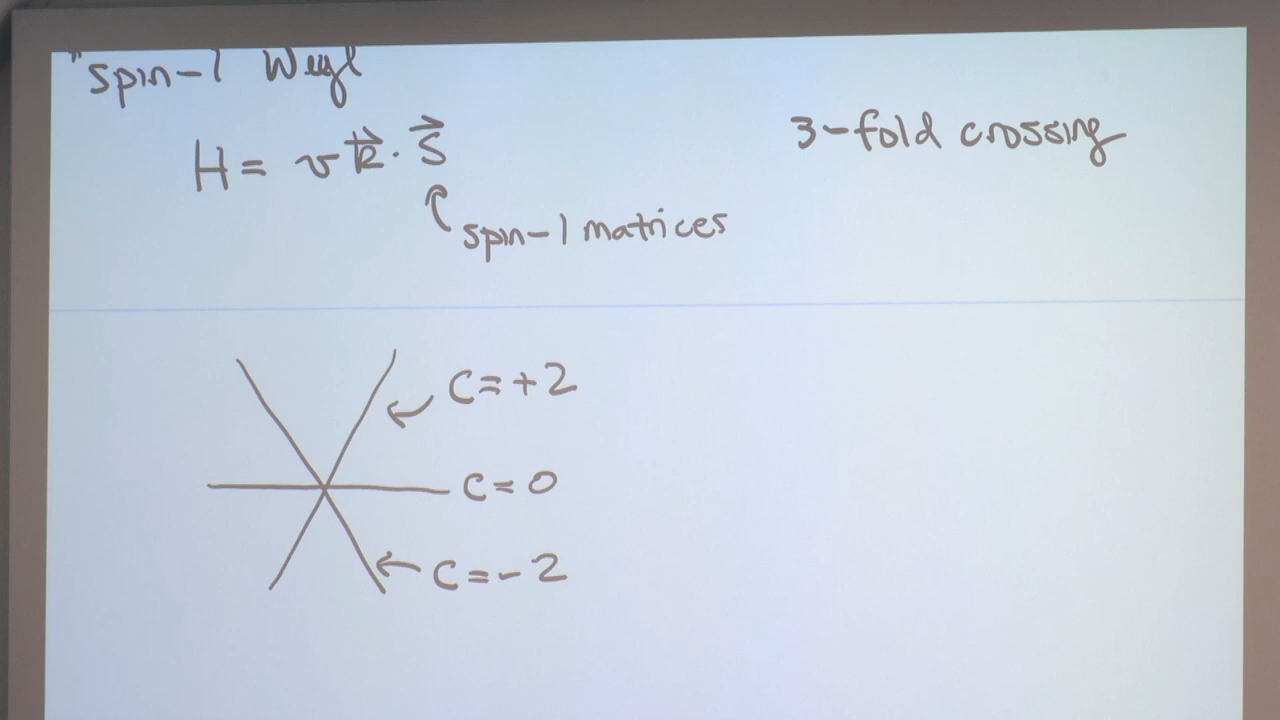 "spin-1 Weyl
H = v k⃗ · S⃗
3-fold crossing
spin-1 matrices
C = +2
C = 0
C = -2